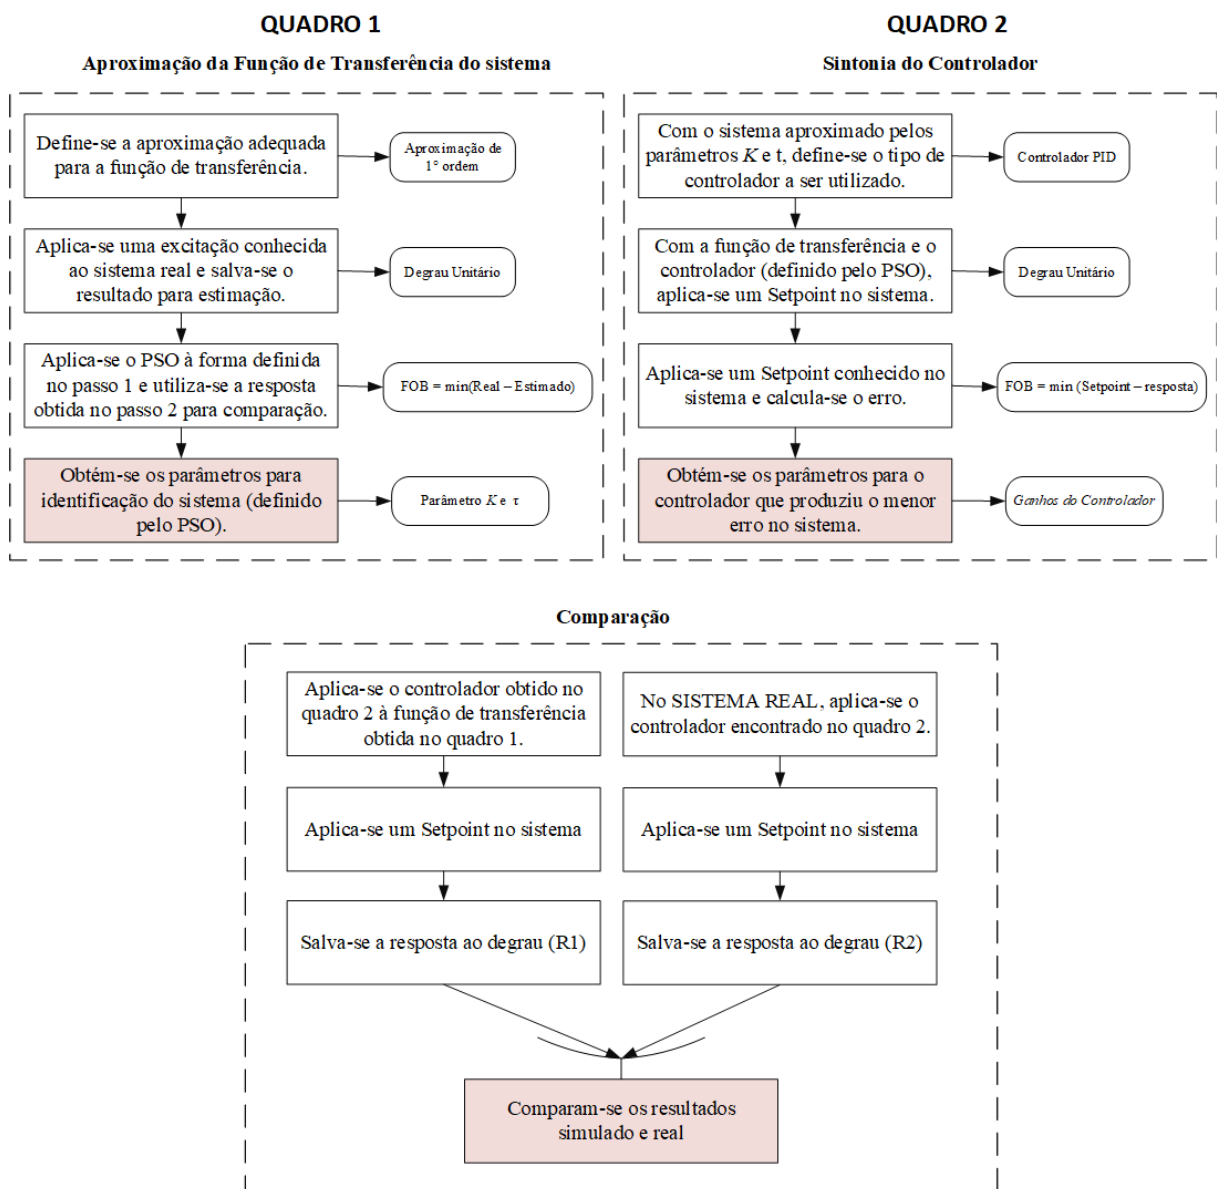 QUADRO 1
Aproximação da Função de Transferência do sistema
Define-se a aproximação adequada
para a função de transferência.
Aproximação de
1° ordem
Aplica-se uma excitação conhecida
ao sistema real e salva-se o
resultado para estimação.
Degrau Unitário
Aplica-se o PSO à forma definida
no passo 1 e utiliza-se a resposta
obtida no passo 2 para comparação.
FOB = min(Real – Estimado)
Obtém-se os parâmetros para
identificação do sistema (definido
pelo PSO).
Parâmetro K e τ
QUADRO 2
Sintonia do Controlador
Com o sistema aproximado pelos
parâmetros K e t, define-se o tipo de
controlador a ser utilizado.
Controlador PID
Com a função de transferência e o
controlador (definido pelo PSO),
aplica-se um Setpoint no sistema.
Degrau Unitário
Aplica-se um Setpoint conhecido no
sistema e calcula-se o erro.
FOB = min (Setpoint – resposta)
Obtém-se os parâmetros para o
controlador que produziu o menor
erro no sistema.
Ganhos do Controlador
Comparação
Aplica-se o controlador obtido no
quadro 2 à função de transferência
obtida no quadro 1.
Aplica-se um Setpoint no sistema
Salva-se a resposta ao degrau (R1)
No SISTEMA REAL, aplica-se o
controlador encontrado no quadro 2.
Aplica-se um Setpoint no sistema
Salva-se a resposta ao degrau (R2)
Comparam-se os resultados
simulado e real